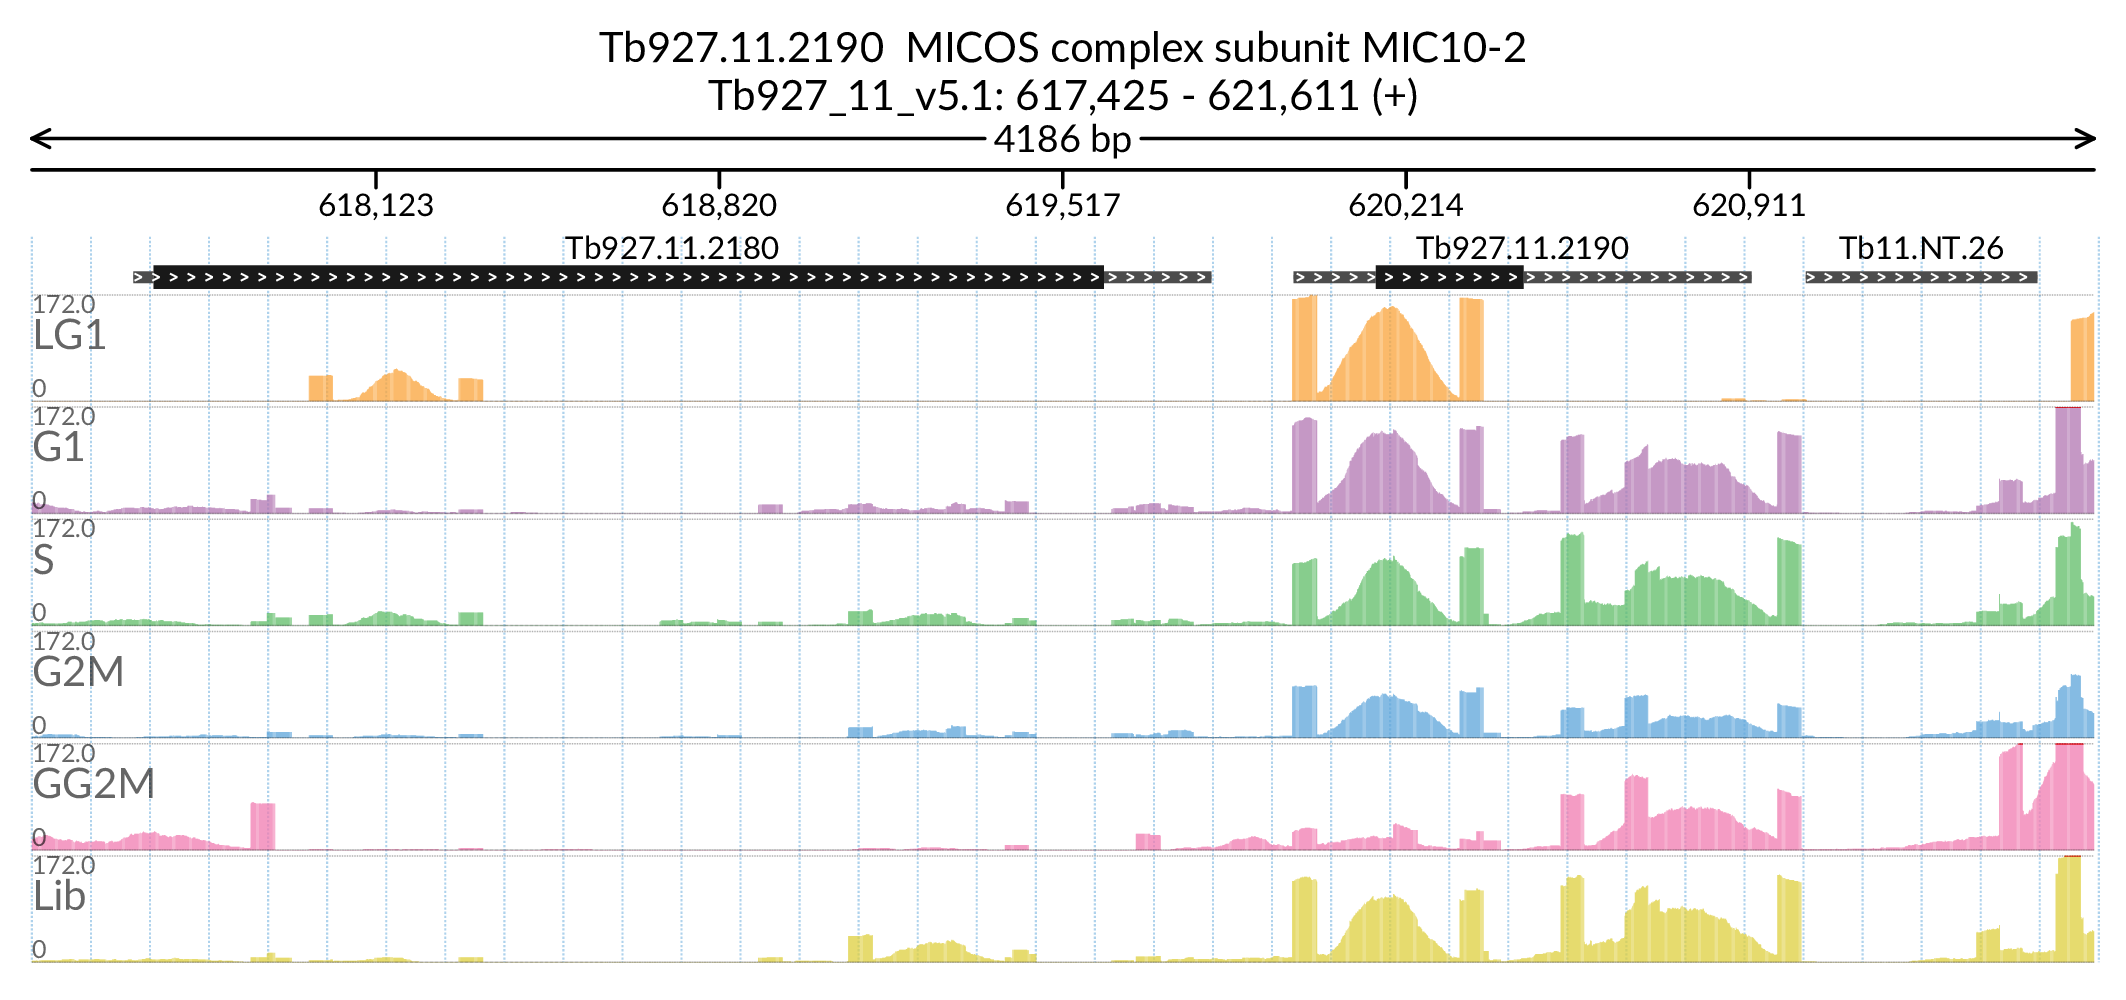 Tb927.11.2190  MICOS complex subunit MIC10-2
Tb927_11_v5.1: 617,425 - 621,611 (+)
4186 bp
618,123 618,820 619,517 620,214 620,911
Tb927.11.2180 Tb927.11.2190 Tb11.NT.26
172.0
LG1
0
172.0
G1
0
172.0
S
0
172.0
G2M
0
172.0
GG2M
0
172.0
Lib
0